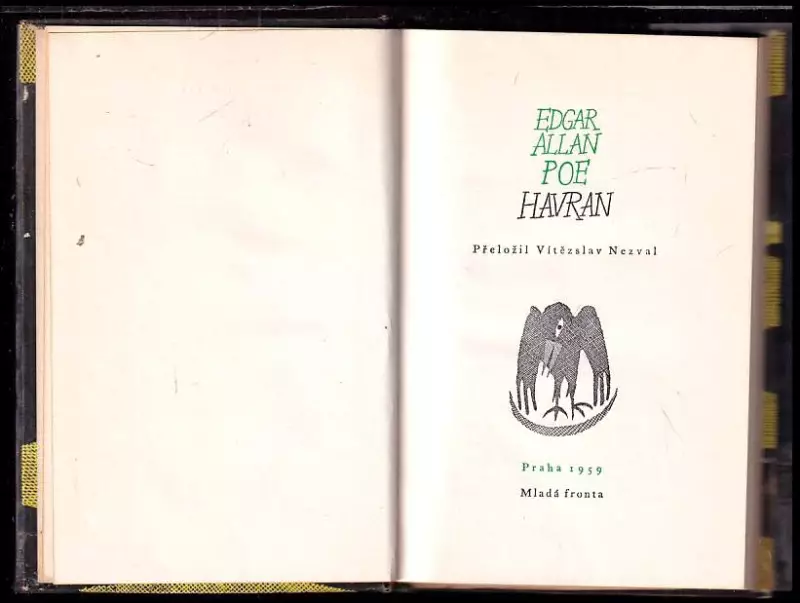 EDGAR
ALLAN
POE
HAVRAN
Přeložil Vítězslav Nezval
Praha 1959
Mladá fronta